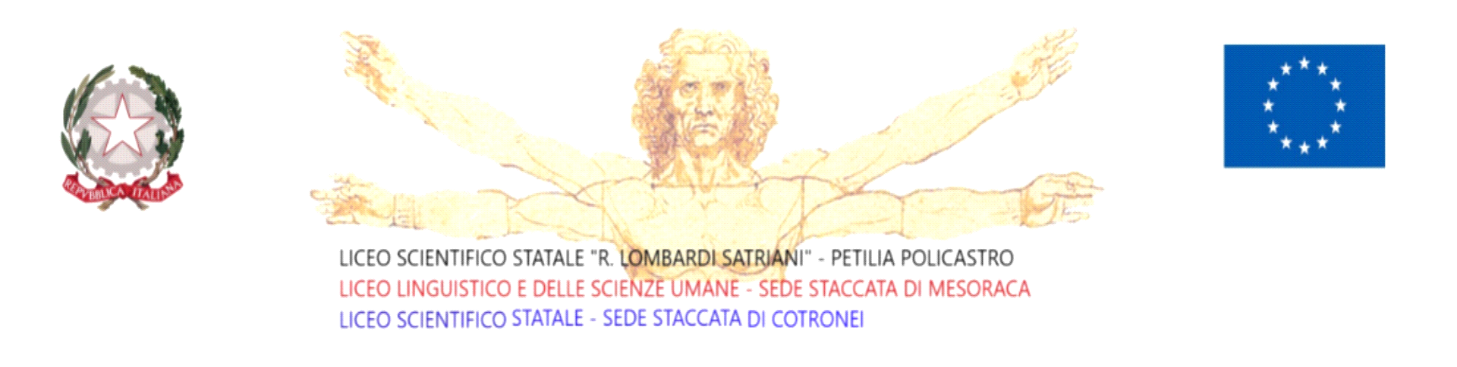 REPVBBLICA ITALIANA
LICEO SCIENTIFICO STATALE "R. LOMBARDI SATRIANI" - PETILIA POLICASTRO
LICEO LINGUISTICO E DELLE SCIENZE UMANE - SEDE STACCATA DI MESORACA
LICEO SCIENTIFICO STATALE - SEDE STACCATA DI COTRONEI